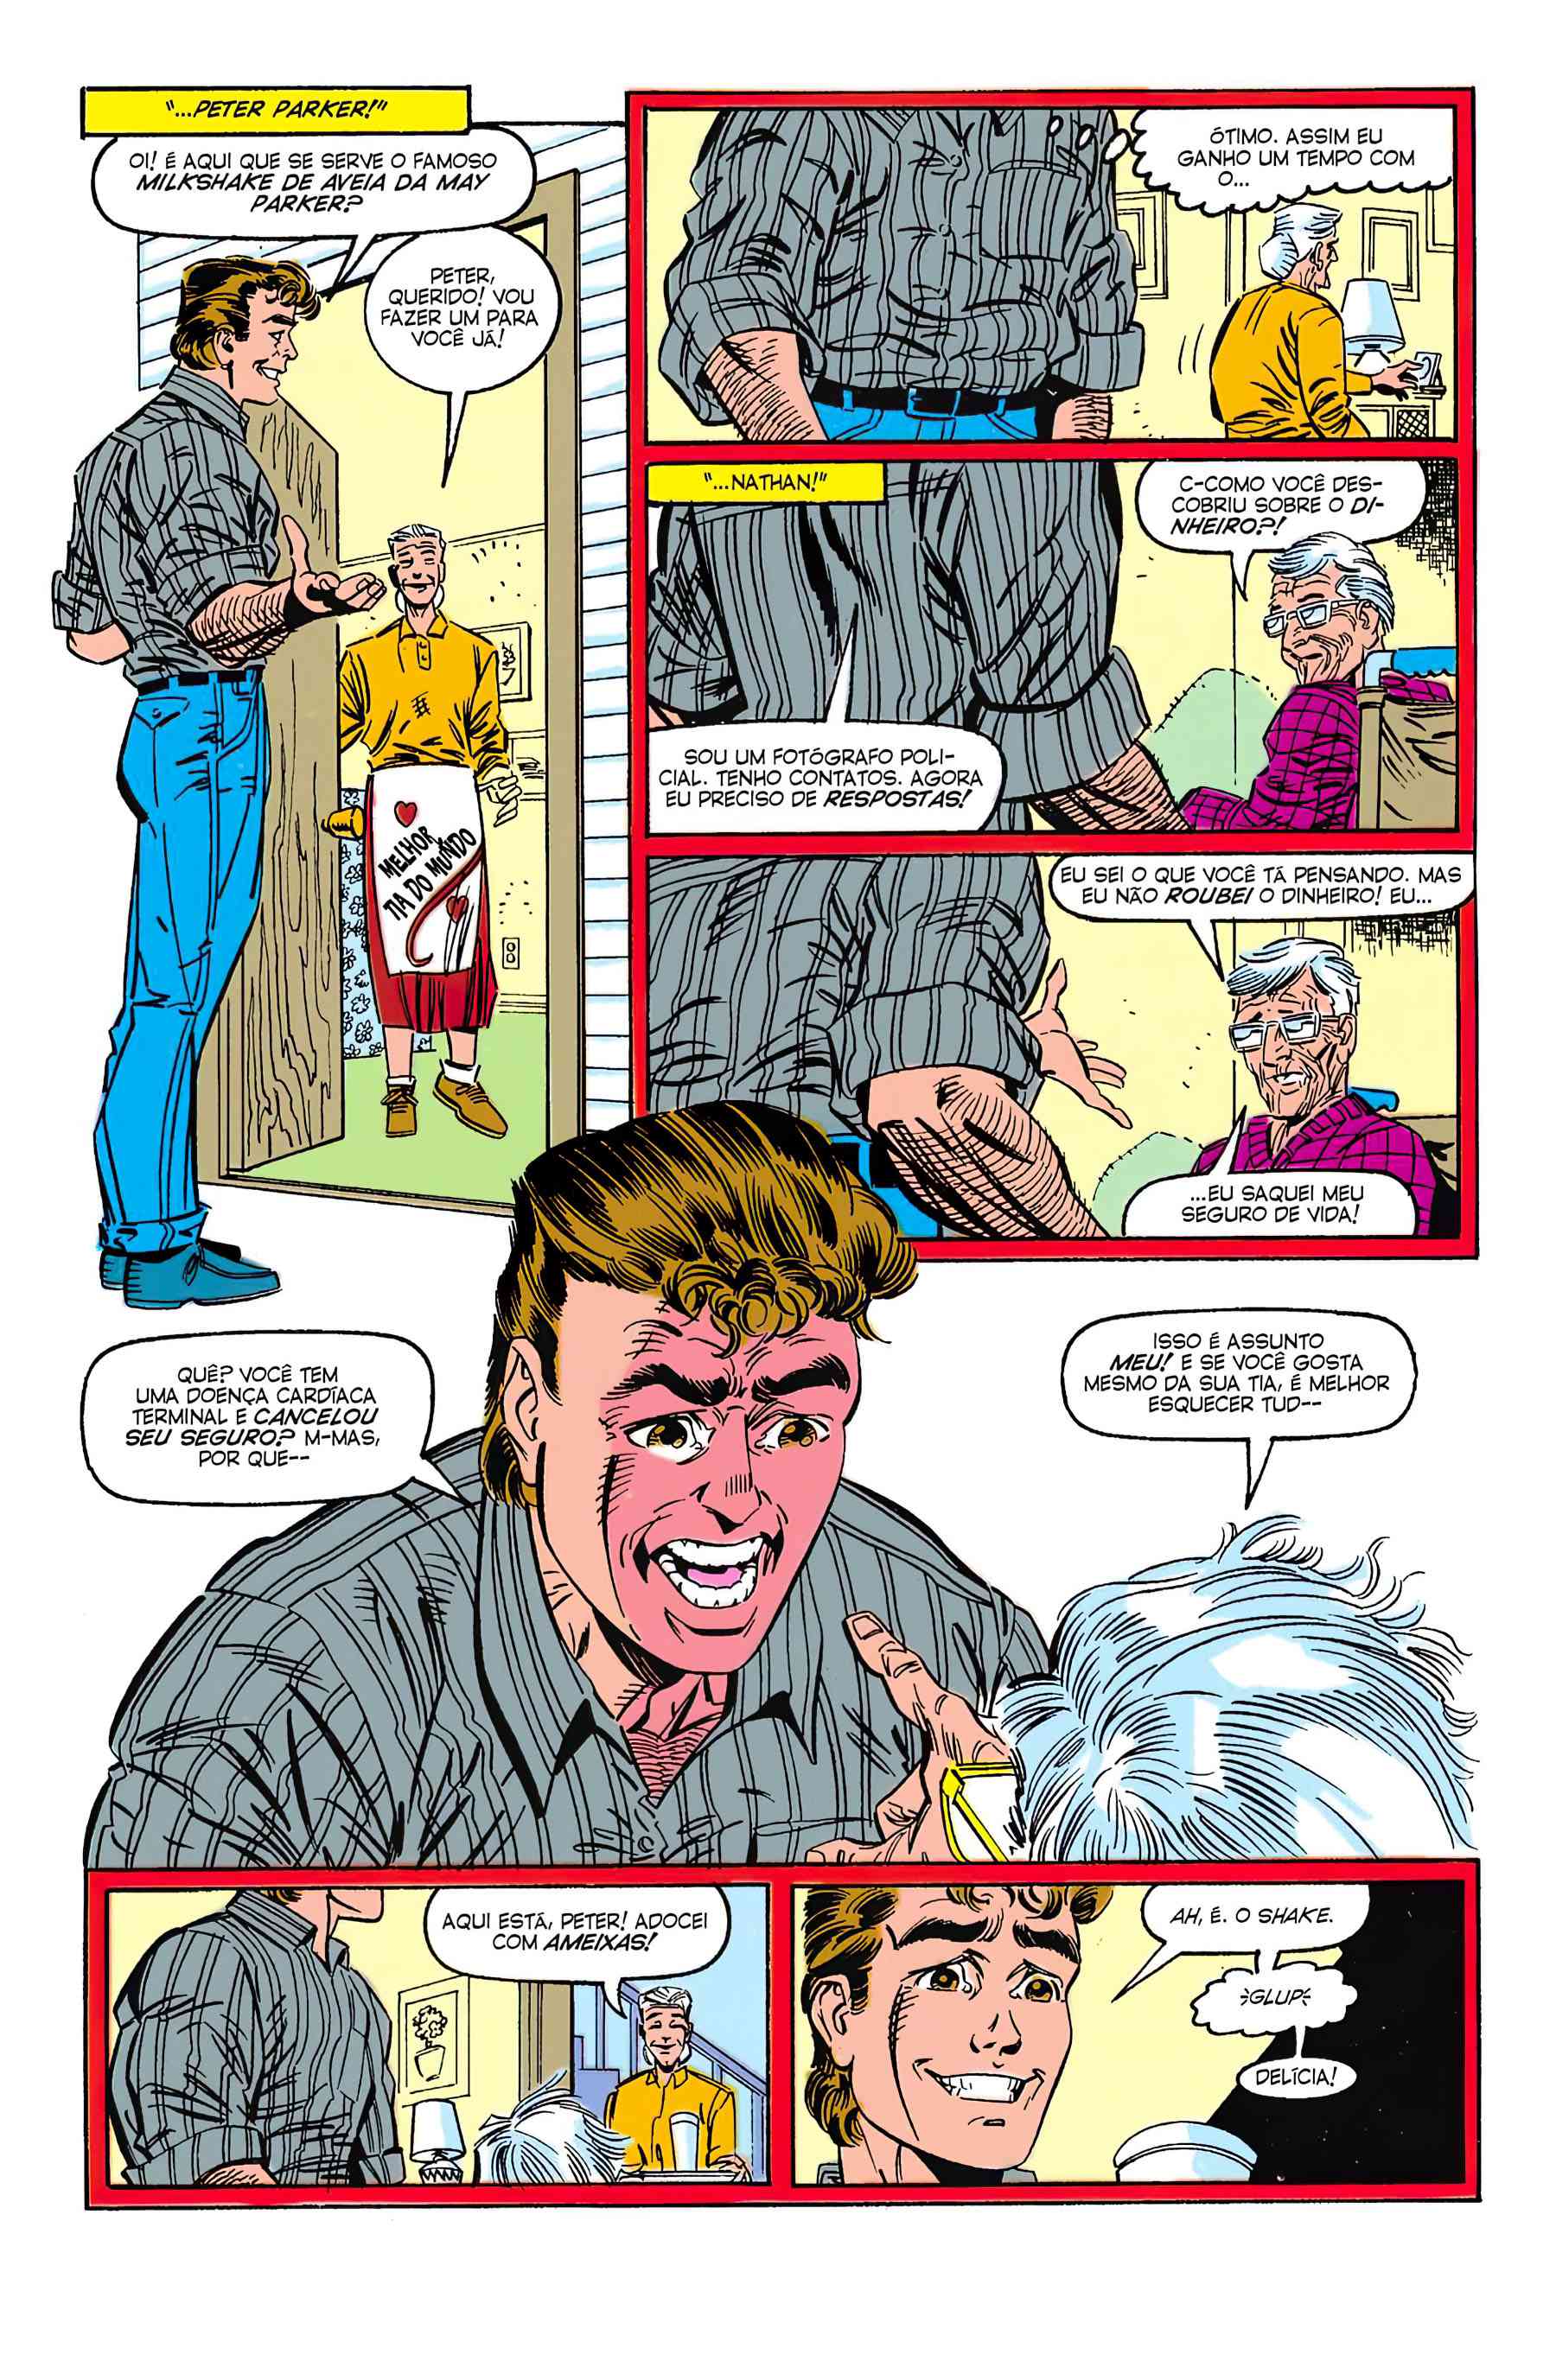 "...PETER PARKER!"
OI! É AQUI QUE SE SERVE O FAMOSO
MILKSHAKE DE AVEIA DA MAY
PARKER?
PETER,
QUERIDO! VOU
FAZER UM PARA
VOCÊ JÁ!
MELHOR
TIA DO MUNDO
ÓTIMO. ASSIM EU
GANHO UM TEMPO COM
O...
"...NATHAN!"
C-COMO VOCÊ DES-
COBRIU SOBRE O DI-
NHEIRO?!
SOU UM FOTÓGRAFO POLI-
CIAL. TENHO CONTATOS. AGORA
EU PRECISO DE RESPOSTAS!
EU SEI O QUE VOCÊ TÁ PENSANDO. MAS
EU NÃO ROUBEI O DINHEIRO! EU...
...EU SAQUEI MEU
SEGURO DE VIDA!
QUÊ? VOCÊ TEM
UMA DOENÇA CARDÍACA
TERMINAL E CANCELOU
SEU SEGURO? M-MAS,
POR QUE--
ISSO É ASSUNTO
MEU! E SE VOCÊ GOSTA
MESMO DA SUA TIA, É MELHOR
ESQUECER TUD--
AQUI ESTÁ, PETER! ADOCEI
COM AMEIXAS!
AH, É. O SHAKE.
GLUP
DELÍCIA!